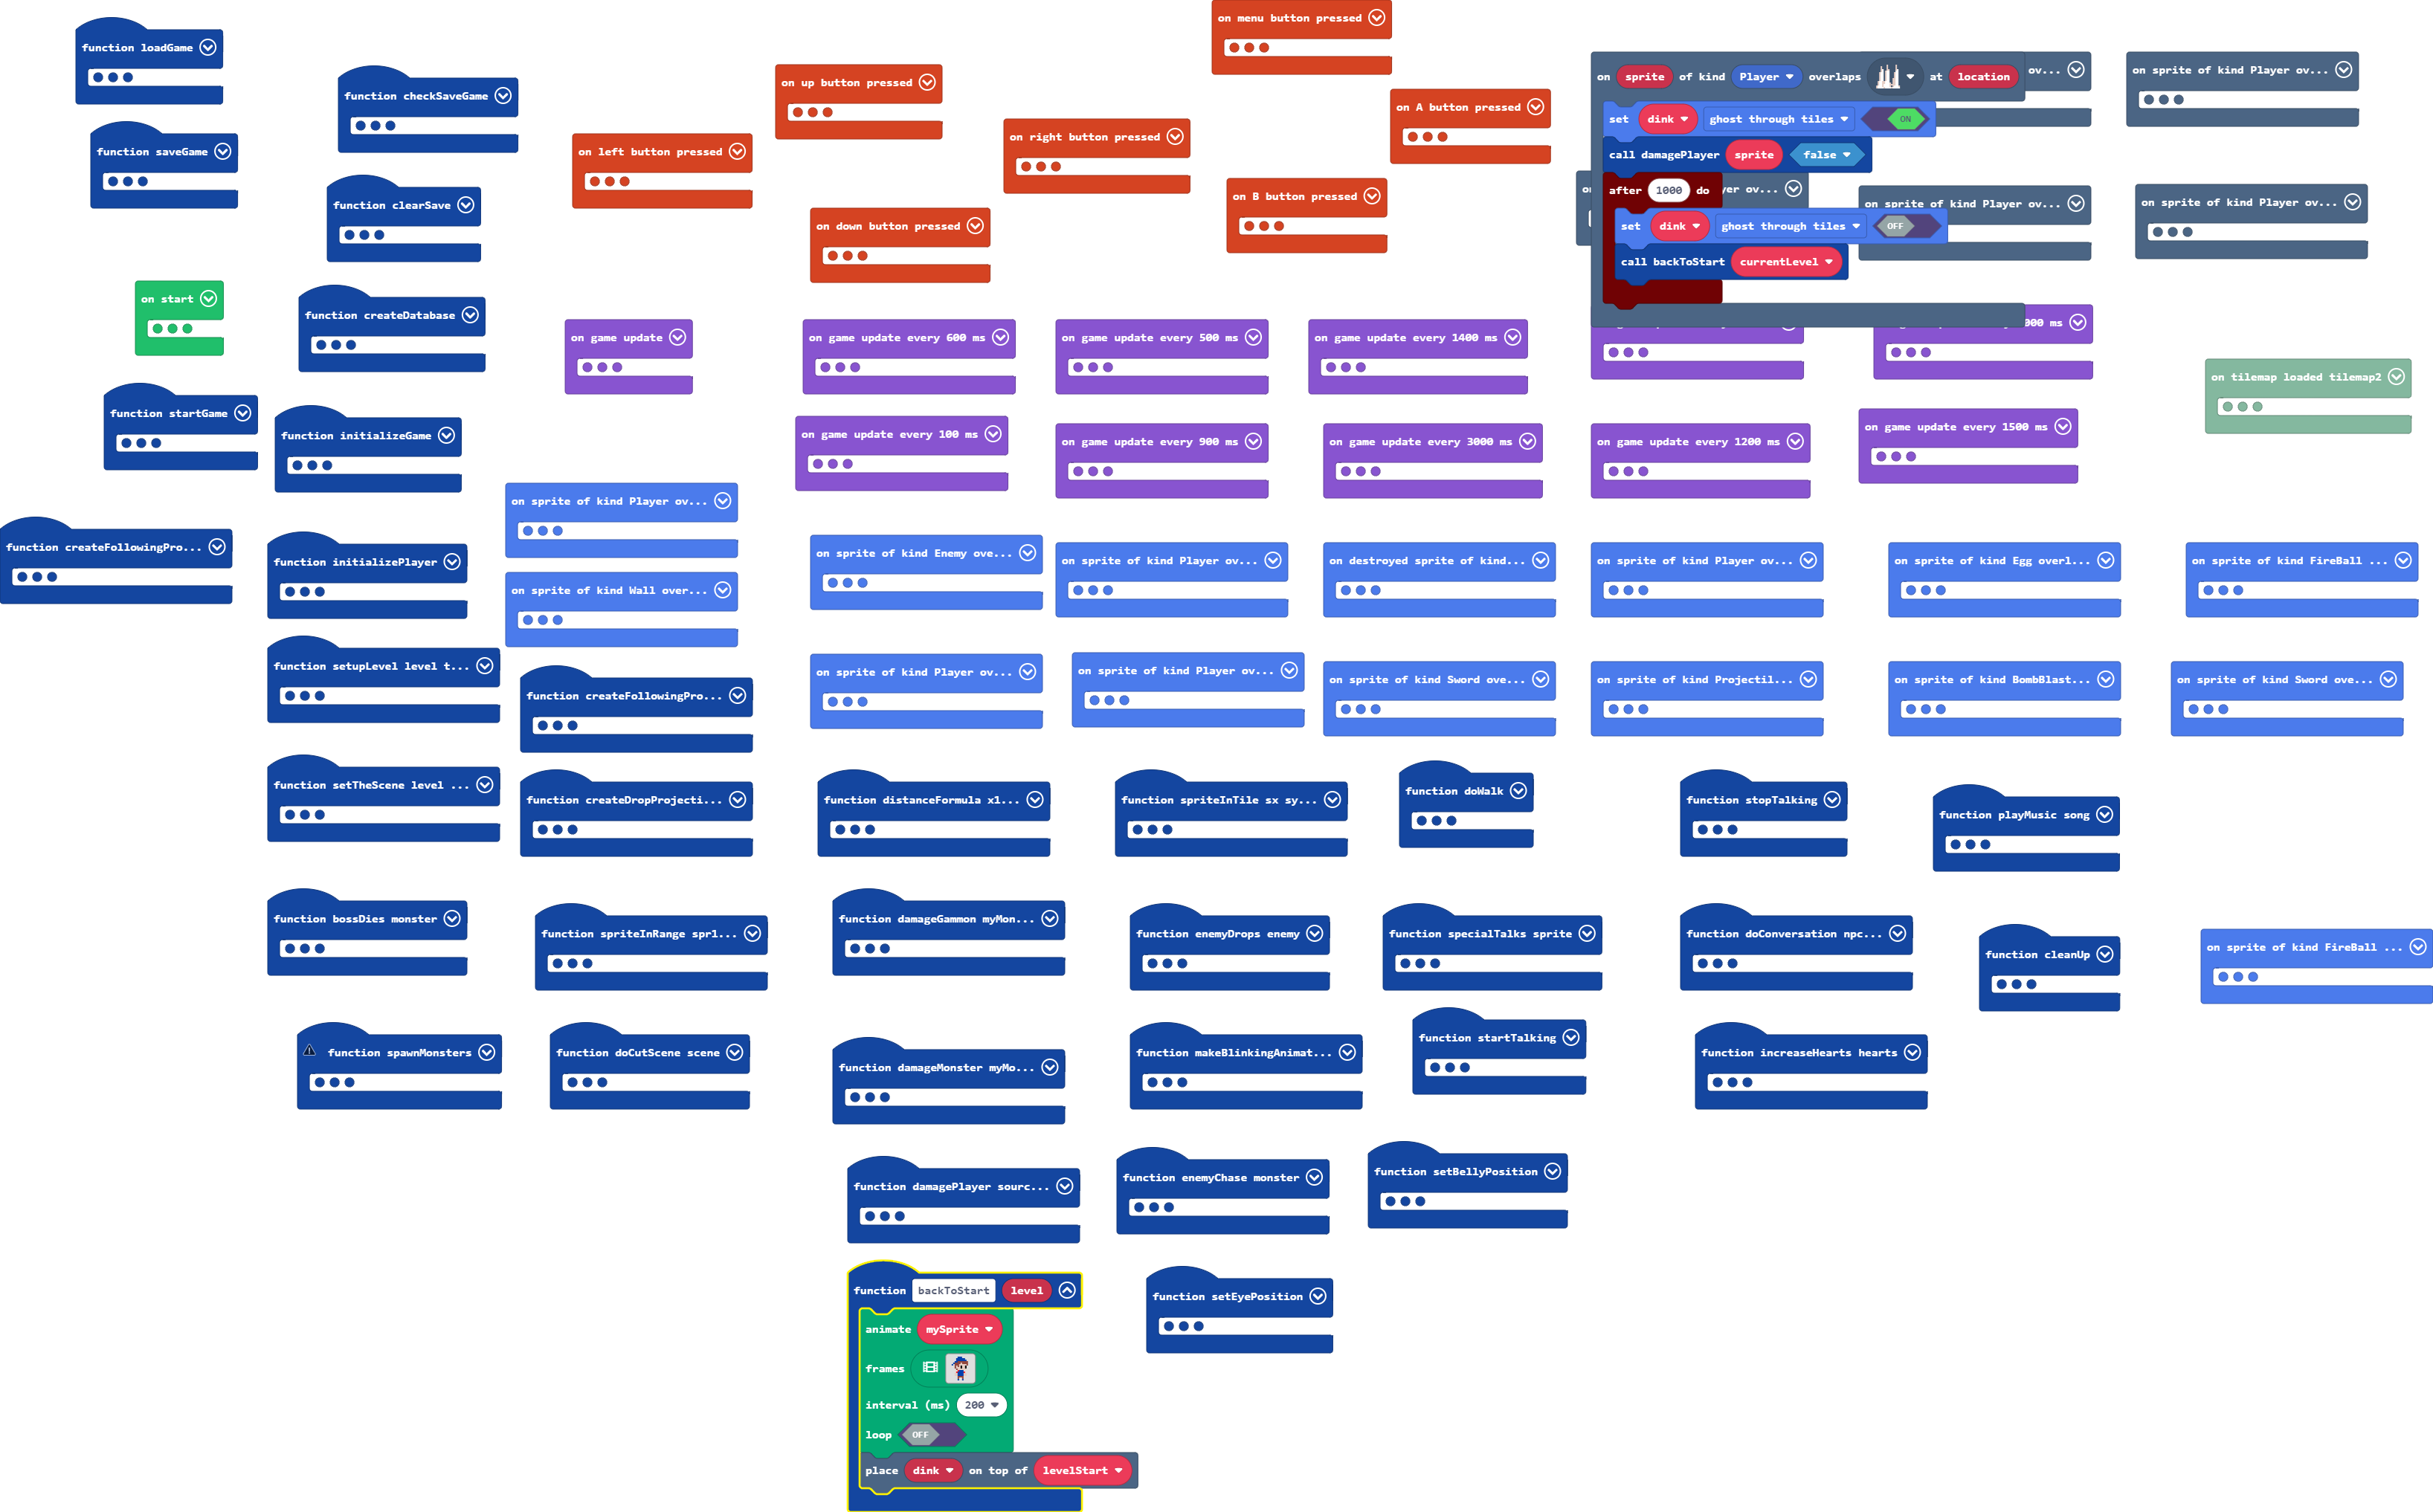 on menu button pressed
function loadGame
on sprite of kind Player overlaps at location
ov...
on sprite of kind Player ov...
on up button pressed
function checkSaveGame
on A button pressed
set dink ghost through tiles ON
on right button pressed
function saveGame
on left button pressed
call damagePlayer sprite false
after 1000 do
yer ov...
on B button pressed
on sprite of kind Player ov...
on sprite of kind Player ov...
function clearSave
on down button pressed
set dink ghost through tiles OFF
call backToStart currentLevel
on start
function createDatabase
on game update
on game update every 600 ms
on game update every 500 ms
on game update every 1400 ms
000 ms
on tilemap loaded tilemap2
function startGame
function initializeGame
on game update every 100 ms
on game update every 900 ms
on game update every 3000 ms
on game update every 1200 ms
on game update every 1500 ms
on sprite of kind Player ov...
function createFollowingPro...
function initializePlayer
on sprite of kind Enemy ove...
on sprite of kind Player ov...
on destroyed sprite of kind...
on sprite of kind Player ov...
on sprite of kind Egg overl...
on sprite of kind FireBall ...
on sprite of kind Wall over...
function setupLevel level t...
function createFollowingPro...
on sprite of kind Player ov...
on sprite of kind Player ov...
on sprite of kind Sword ove...
on sprite of kind Projectil...
on sprite of kind BombBlast...
on sprite of kind Sword ove...
function setTheScene level ...
function createDropProjecti...
function distanceFormula x1...
function spriteInTile sx sy...
function doWalk
function stopTalking
function playMusic song
function bossDies monster
function spriteInRange spr1...
function damageGammon myMon...
function enemyDrops enemy
function specialTalks sprite
function doConversation npc...
function cleanUp
on sprite of kind FireBall ...
function spawnMonsters
function doCutScene scene
function damageMonster myMo...
function makeBlinkingAnimat...
function startTalking
function increaseHearts hearts
function damagePlayer sourc...
function enemyChase monster
function setBellyPosition
function backToStart level
function setEyePosition
animate mySprite
frames
interval (ms) 200
loop OFF
place dink on top of levelStart